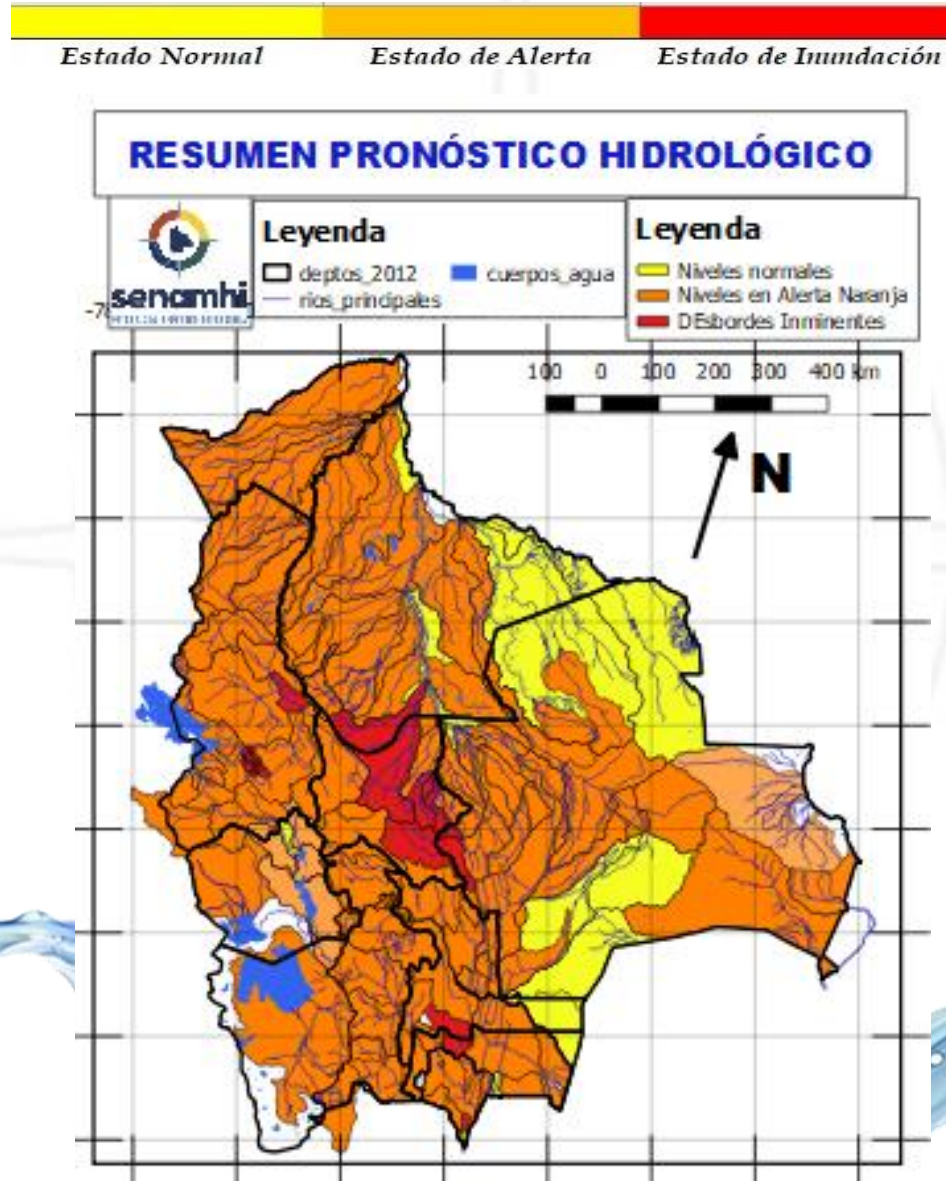 Estado Normal Estado de Alerta Estado de Inundación
RESUMEN PRONÓSTICO HIDROLÓGICO
senamhi
Leyenda
deptos_2012 cuerpos_agua
rios_principales
Leyenda
Niveles normales
Niveles en Alerta Naranja
DEsbordes Inminentes
100 0 100 200 300 400 km
N